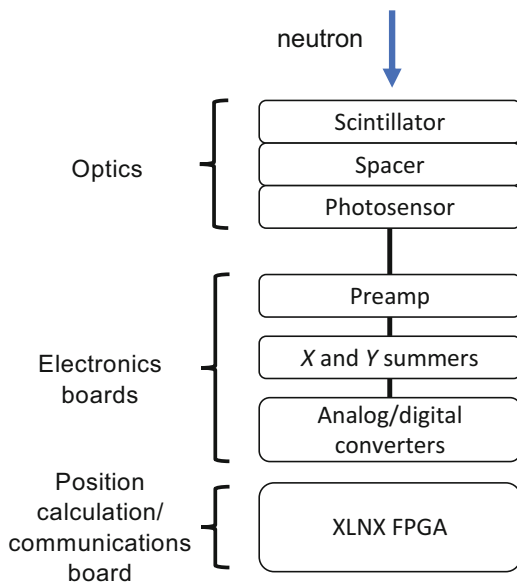 neutron
Scintillator
Optics
Spacer
Photosensor
Preamp
Electronics
boards
X and Y summers
Analog/digital
converters
Position
calculation/
communications
board
XLNX FPGA